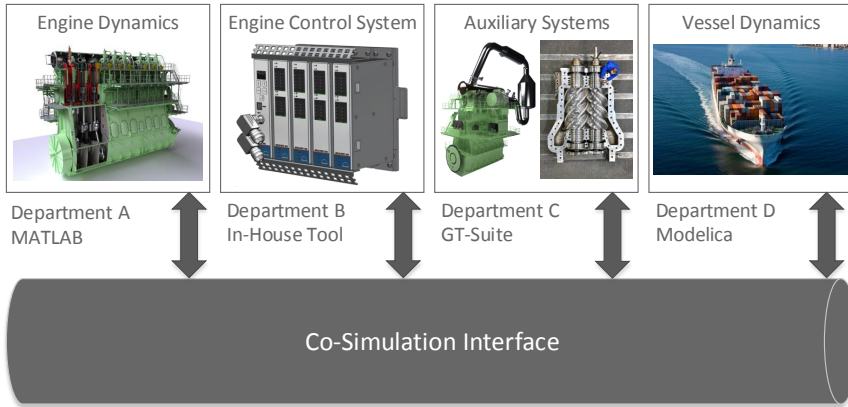 Engine Dynamics
Engine Control System
Auxiliary Systems
Vessel Dynamics
Department A
MATLAB
Department B
In-House Tool
Department C
GT-Suite
Department D
Modelica
Co-Simulation Interface